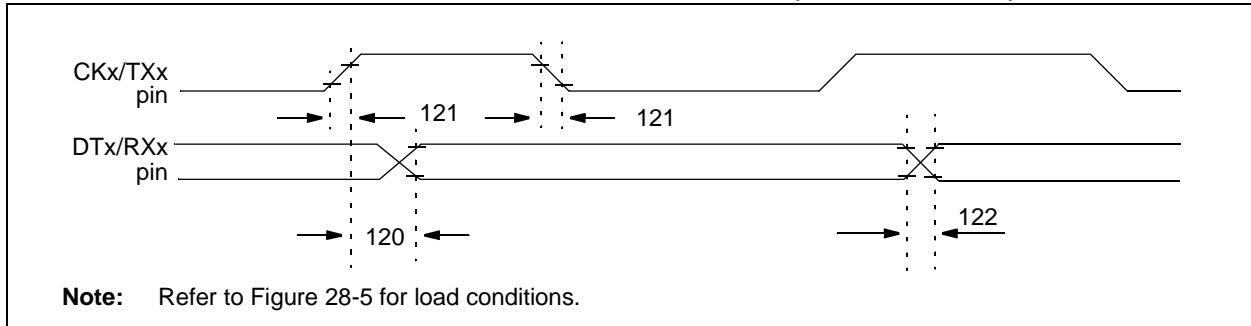 CKx/TXx
pin
121
121
DTx/RXx
pin
120
122
Note: Refer to Figure 28-5 for load conditions.